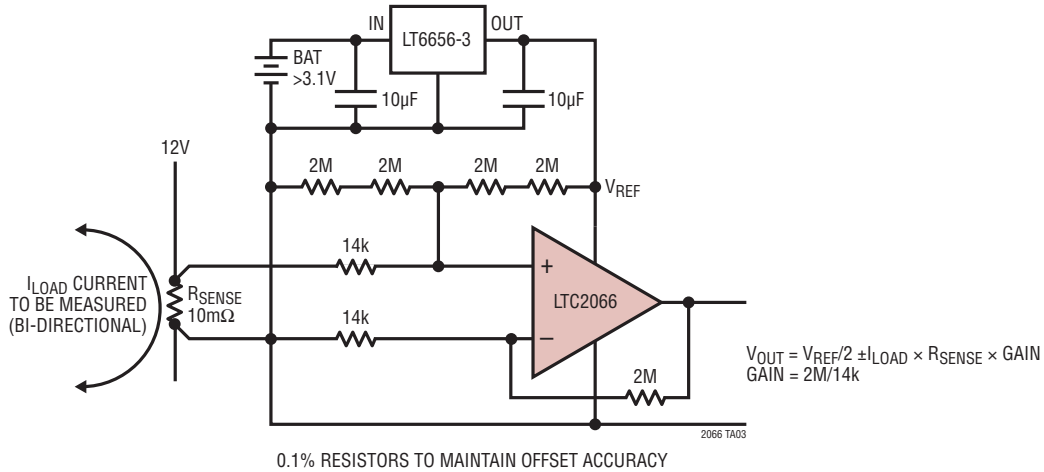 IN
LT6656-3
OUT
BAT
>3.1V
10µF
10µF
12V
2M
2M
2M
2M
VREF
14k
ILOAD CURRENT
TO BE MEASURED
(BI-DIRECTIONAL)
RSENSE
10mΩ
+
LTC2066
14k
–
2M
VOUT = VREF/2 ±ILOAD × RSENSE × GAIN
GAIN = 2M/14k
2066 TA03
0.1% RESISTORS TO MAINTAIN OFFSET ACCURACY